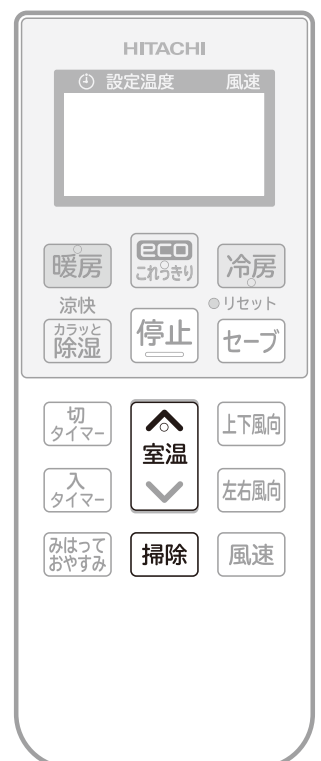 HITACHI
設定温度 風速
暖房
eco
これっきり
冷房
涼快
カラッと
除湿
停止
リセット
セーブ
切
タイマー
室温
上下風向
入
タイマー
左右風向
みはって
おやすみ
掃除
風速